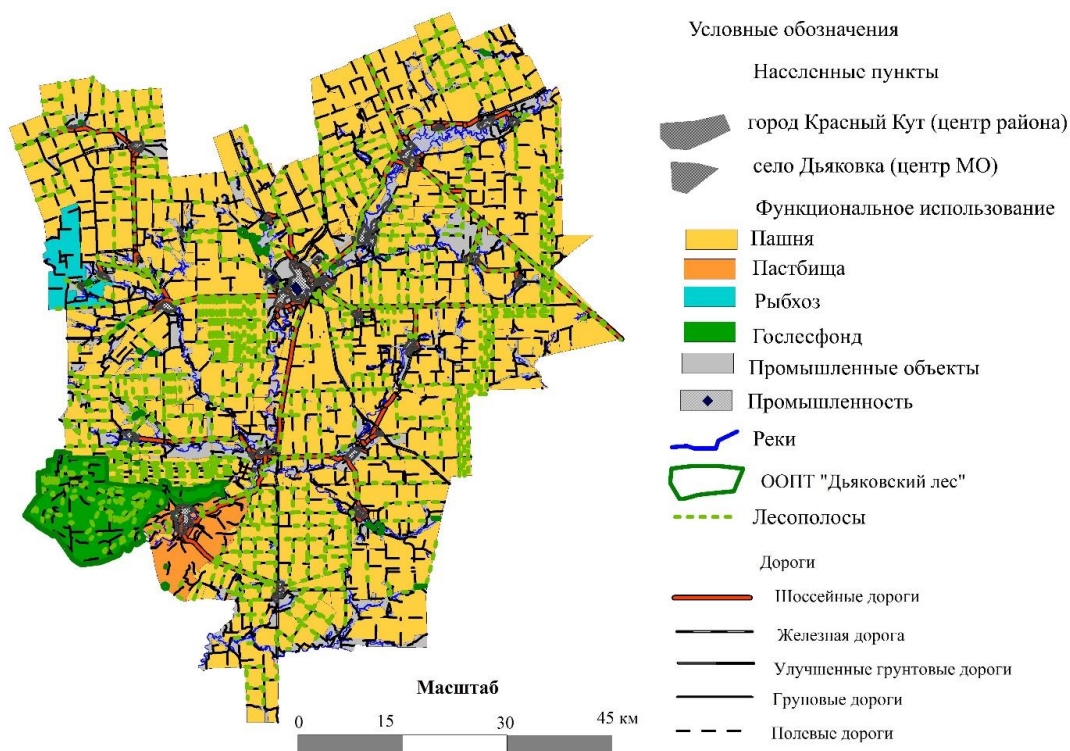 Условные обозначения
Населенные пункты
город Красный Кут (центр района)
село Дьяковка (центр МО)
Функциональное использование
Пашня
Пастбища
Рыбхоз
Гослесфонд
Промышленные объекты
Промышленность
Реки
ООПТ "Дьяковский лес"
Лесополосы
Дороги
Шоссейные дороги
Железная дорога
Улучшенные грунтовые дороги
Груновые дороги
Полевые дороги
Масштаб
0 15 30 45 км